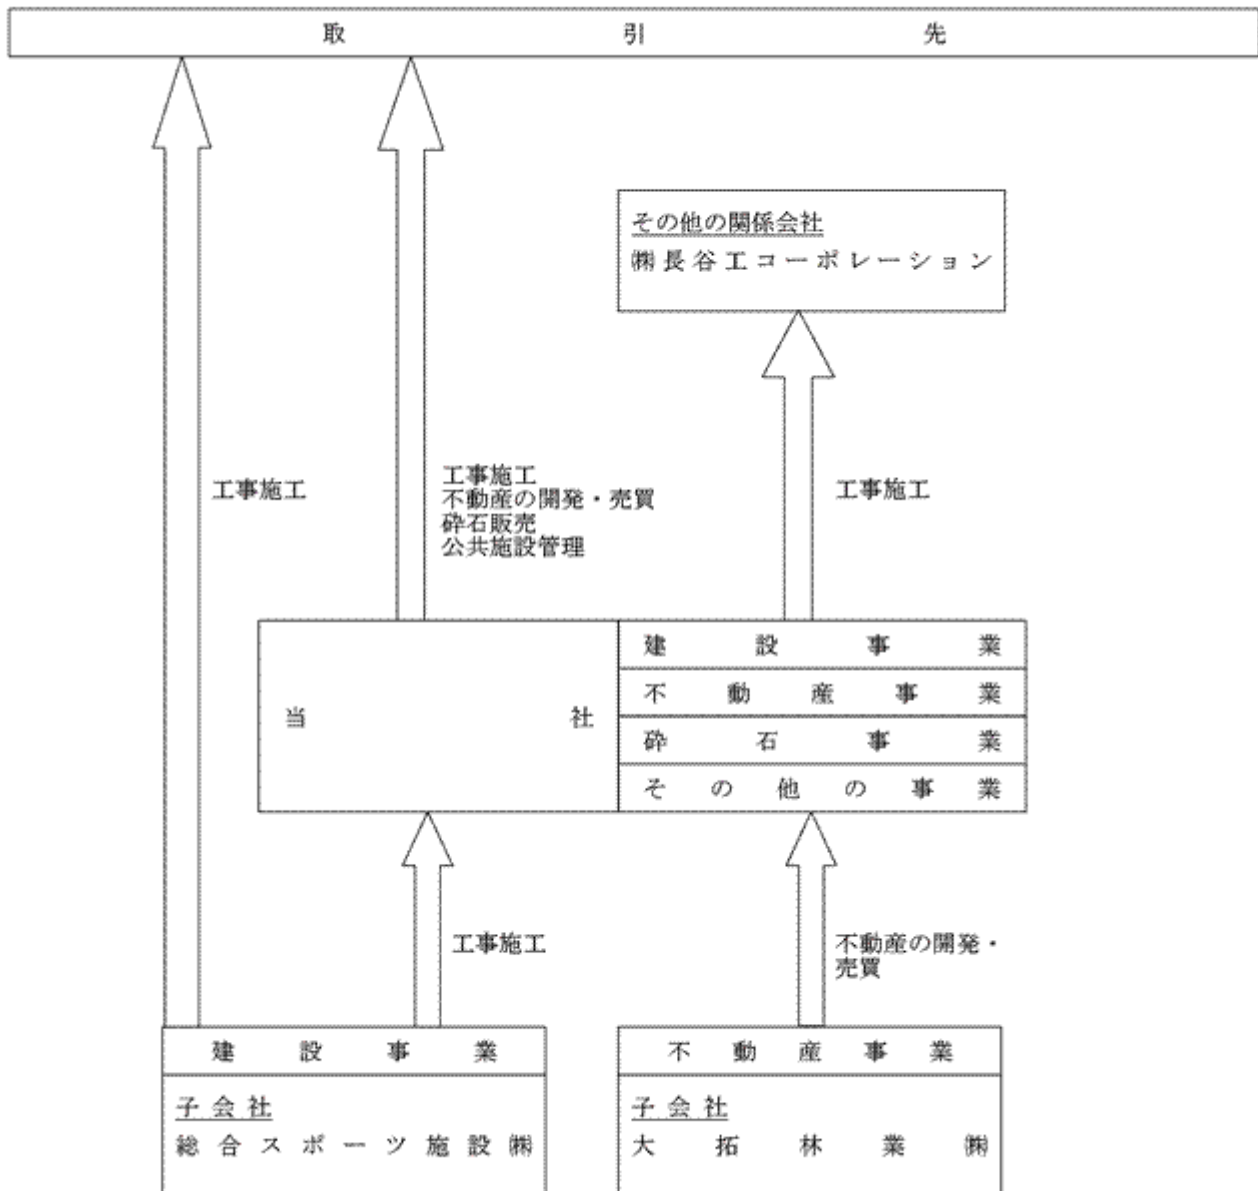 取引先
その他の関係会社
㈱長谷工コーポレーション
工事施工
工事施工
不動産の開発・売買
砕石販売
公共施設管理
工事施工
当社
建設事業
不動産事業
砕石事業
その他の事業
工事施工
不動産の開発・
売買
建設事業
子会社
総合スポーツ施設㈱
不動産事業
子会社
大拓林業㈱